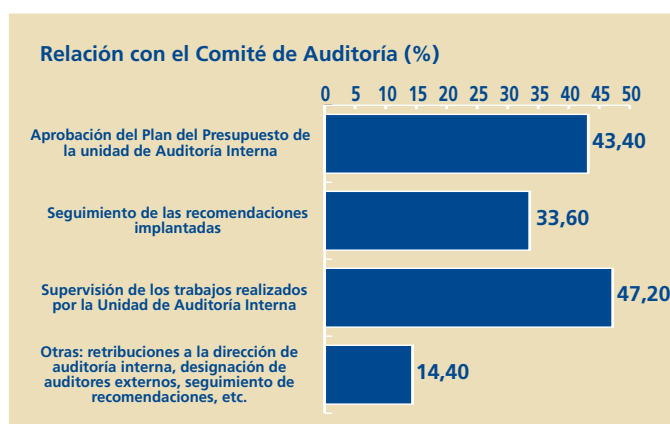 Relación con el Comité de Auditoría (%)
0 5 10 15 20 25 30 35 40 45 50
Aprobación del Plan del Presupuesto de
la unidad de Auditoría Interna
43,40
Seguimiento de las recomendaciones
implantadas
33,60
Supervisión de los trabajos realizados
por la Unidad de Auditoría Interna
47,20
Otras: retribuciones a la dirección de
auditoría interna, designación de
auditores externos, seguimiento de
recomendaciones, etc.
14,40